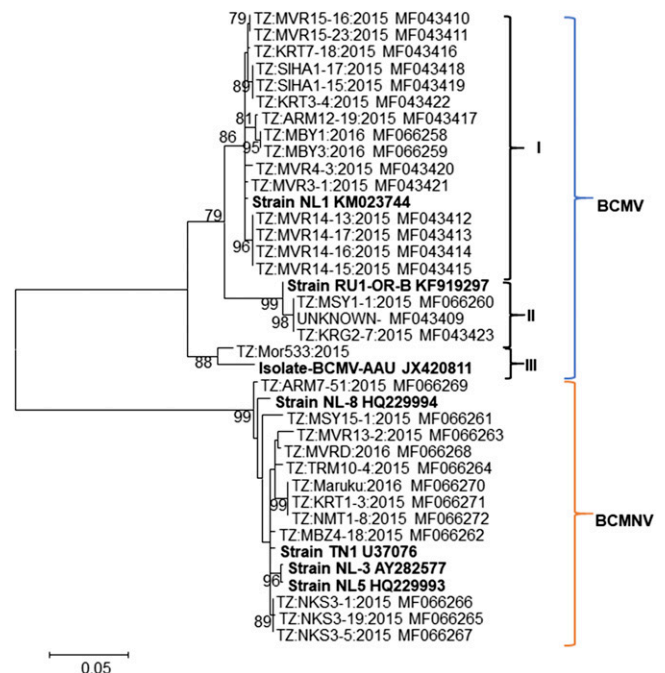 79
TZ:MVR15-16:2015 MF043410
TZ:MVR15-23:2015 MF043411
TZ:KRT7-18:2015 MF043416
TZ:SIHA1-17:2015 MF043418
89
TZ:SIHA1-15:2015 MF043419
TZ:KRT3-4:2015 MF043422
81
TZ:ARM12-19:2015 MF043417
86
TZ:MBY1:2016 MF066258
95
TZ:MBY3:2016 MF066259
I
TZ:MVR4-3:2015 MF043420
TZ:MVR3-1:2015 MF043421
Strain NL1 KM023744
BCMV
79
TZ:MVR14-13:2015 MF043412
TZ:MVR14-17:2015 MF043413
96
TZ:MVR14-16:2015 MF043414
TZ:MVR14-15:2015 MF043415
Strain RU1-OR-B KF919297
99
TZ:MSY1-1:2015 MF066260
98
UNKNOWN- MF043409
II
TZ:KRG2-7:2015 MF043423
TZ:Mor533:2015
88
Isolate-BCMV-AAU JX420811
III
TZ:ARM7-51:2015 MF066269
Strain NL-8 HQ229994
99
TZ:MSY15-1:2015 MF066261
TZ:MVR13-2:2015 MF066263
TZ:MVRD:2016 MF066268
TZ:TRM10-4:2015 MF066264
TZ:Maruku:2016 MF066270
99
TZ:KRT1-3:2015 MF066271
TZ:NMT1-8:2015 MF066272
BCMNV
TZ:MBZ4-18:2015 MF066262
Strain TN1 U37076
Strain NL-3 AY282577
96
Strain NL5 HQ229993
TZ:NKS3-1:2015 MF066266
89
TZ:NKS3-19:2015 MF066265
TZ:NKS3-5:2015 MF066267
0.05